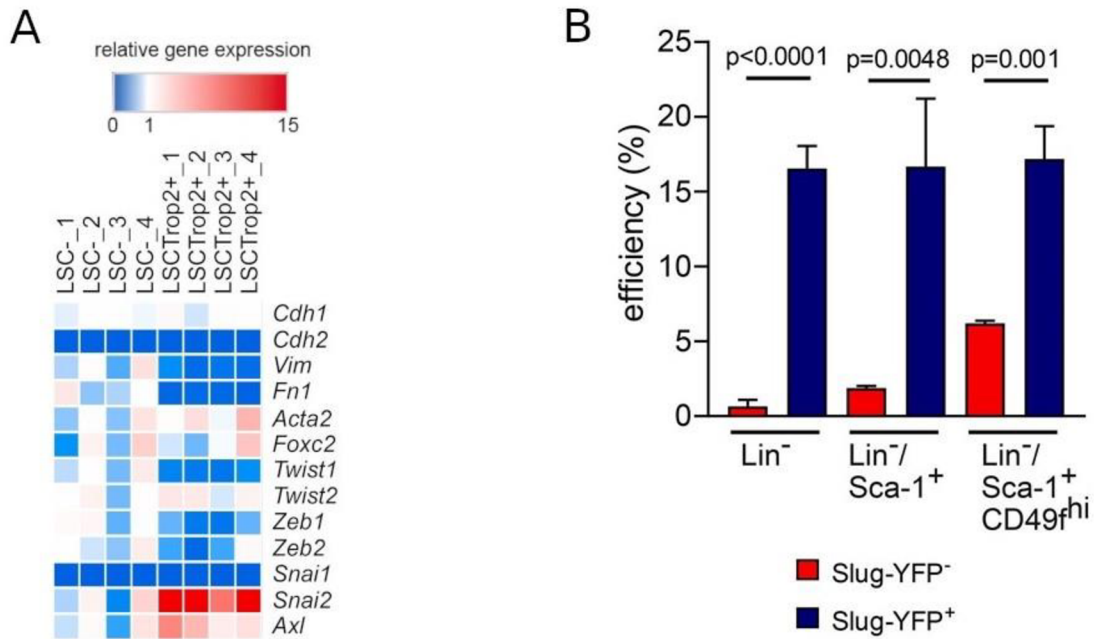 A
relative gene expression
0 1 15
LSC-_1
LSC-_2
LSC-_3
LSC-_4
LSCTrop2+_1
LSCTrop2+_2
LSCTrop2+_3
LSCTrop2+_4
Cdh1
Cdh2
Vim
Fn1
Acta2
Foxc2
Twist1
Twist2
Zeb1
Zeb2
Snai1
Snai2
Axl
B
efficiency (%)
25
20
15
10
5
0
p<0.0001
p=0.0048
p=0.001
Lin⁻
Lin⁻/
Sca-1⁺
Lin⁻/
Sca-1⁺
CD49fʰⁱ
Slug-YFP⁻
Slug-YFP⁺